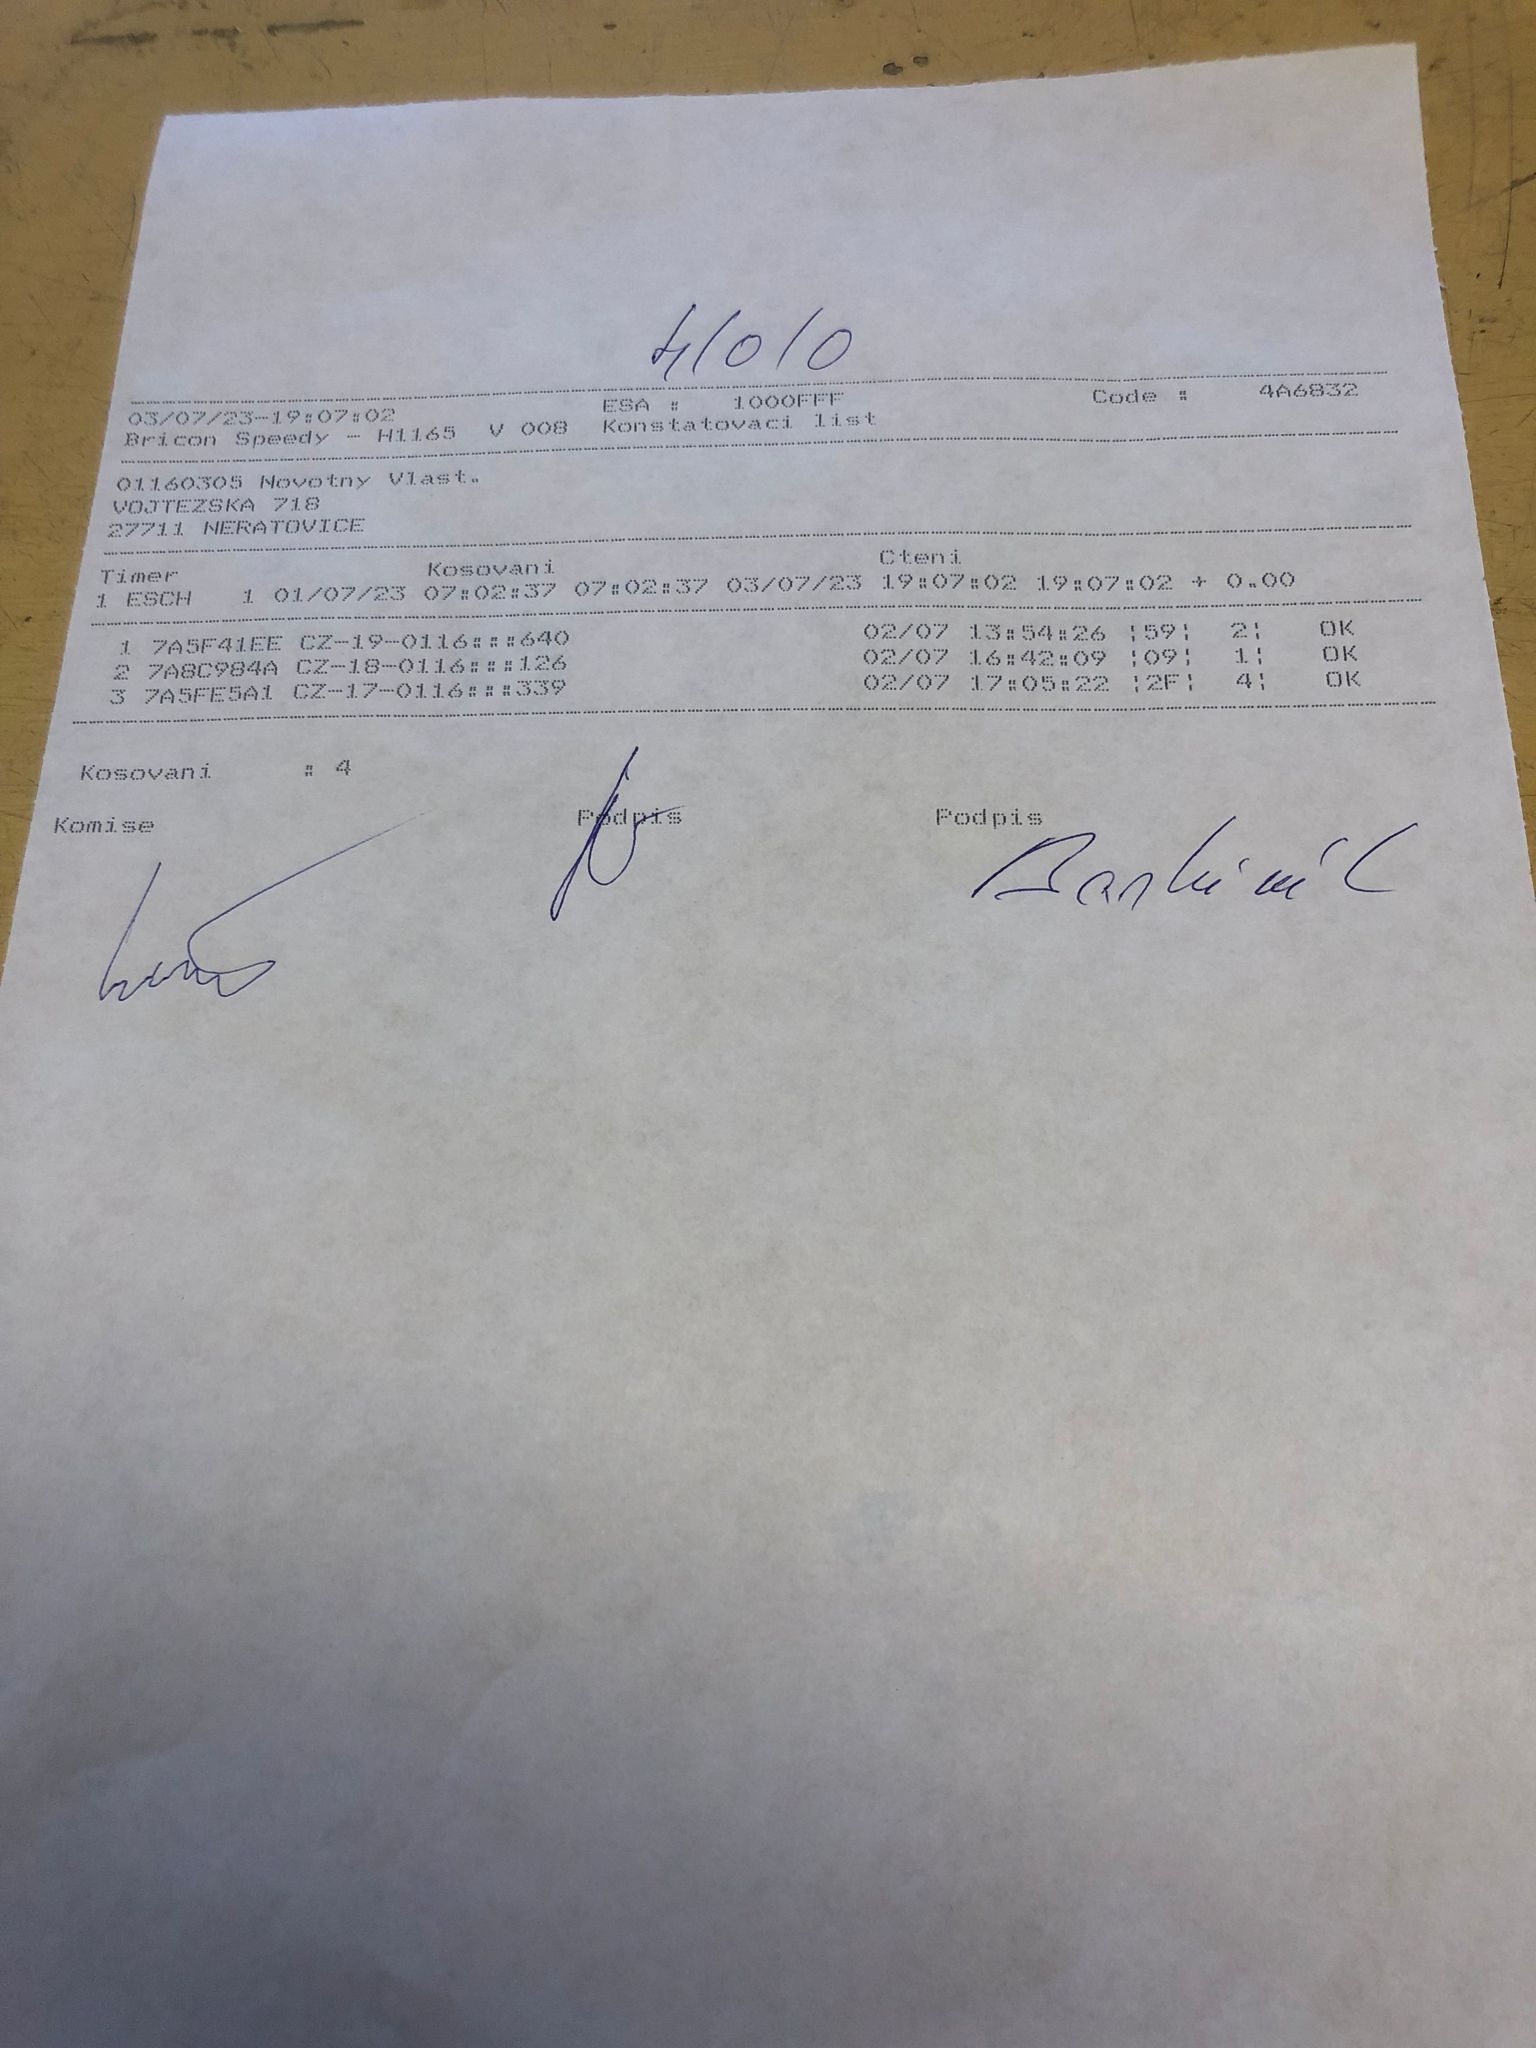 4/0/0
03/07/23-19:07:02 ESA : 1000FFF Code : 4A6832
Bricon Speedy - H1165 V 008 Konstatovaci list
01160305 Novotny Vlast.
VOJTEZSKA 718
27711 NERATOVICE
Timer Kosovani Cteni
1 ESCH 1 01/07/23 07:02:37 07:02:37 03/07/23 19:07:02 19:07:02 + 0.00
1 7A5F41EE CZ-19-0116:::640 02/07 13:54:26 ¦59¦ 2¦ OK
2 7A8C984A CZ-18-0116:::126 02/07 16:42:09 ¦09¦ 1¦ OK
3 7A5FE5A1 CZ-17-0116:::339 02/07 17:05:22 ¦2F¦ 4¦ OK
Kosovani : 4
Komise Podpis Podpis